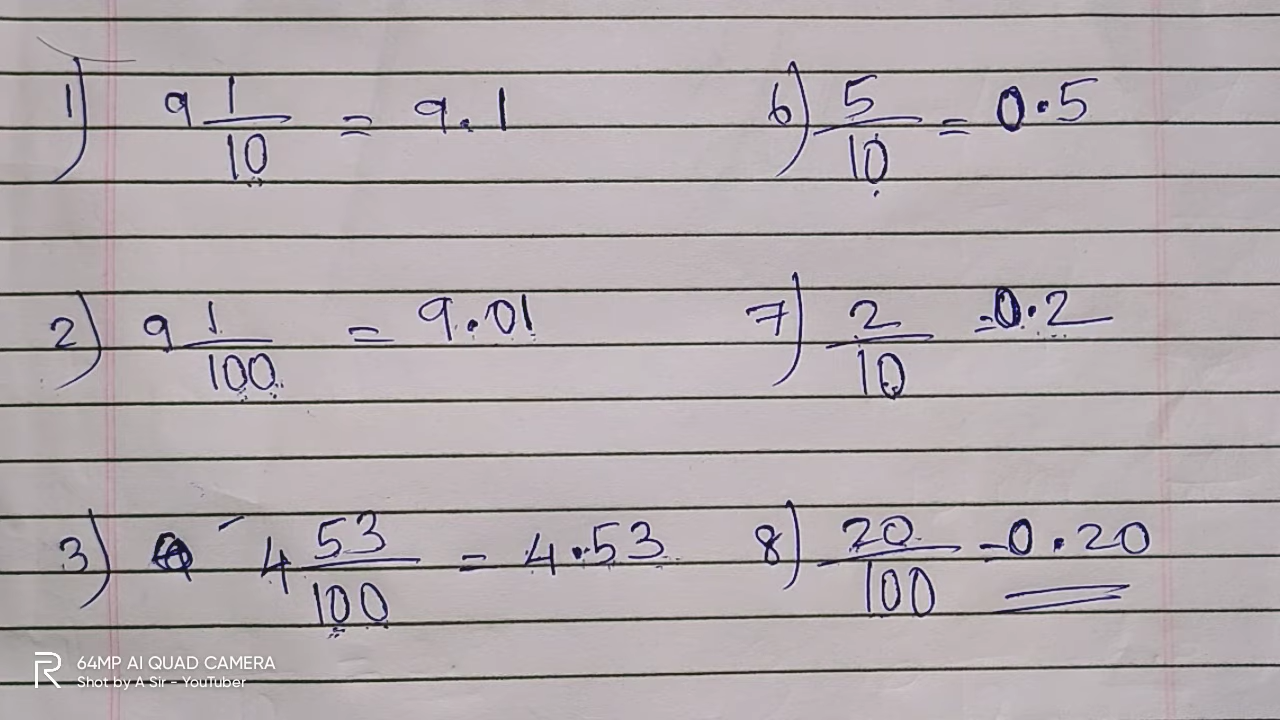 1) 9 1/10 = 9.1
6) 5/10 = 0.5
2) 9 1/100 = 9.01
7) 2/10 = 0.2
3) 4 53/100 = 4.53
8) 20/100 = 0.20
64MP AI QUAD CAMERA
Shot by A Sir - YouTuber